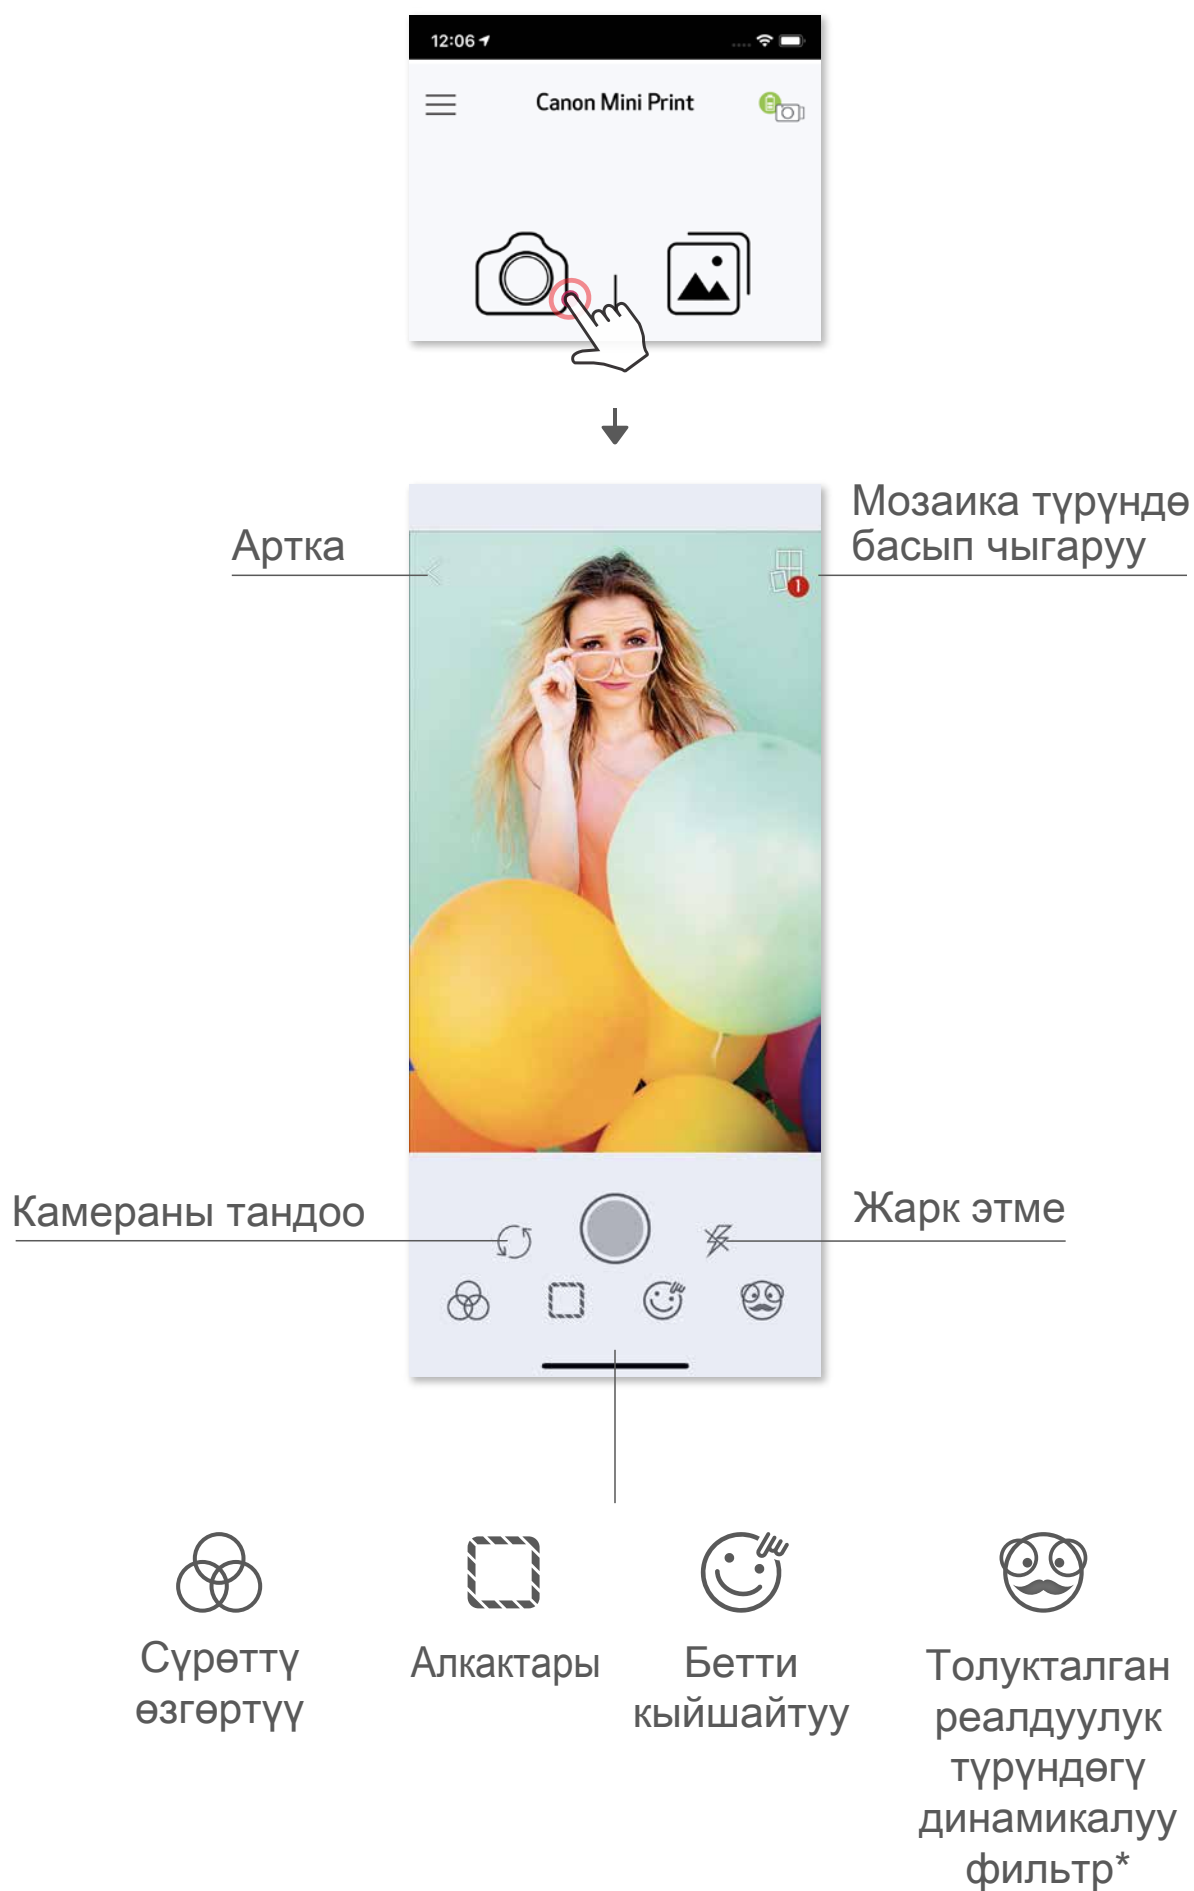 12:06
Canon Mini Print
Артка
Мозаика түрүндө
басып чыгаруу
1
Камераны тандоо
Жарк этме
Сүрөттү
өзгөртүү
Алкактары
Бетти
кыйшайтуу
Толукталган
реалдуулук
түрүндөгү
динамикалуу
фильтр*